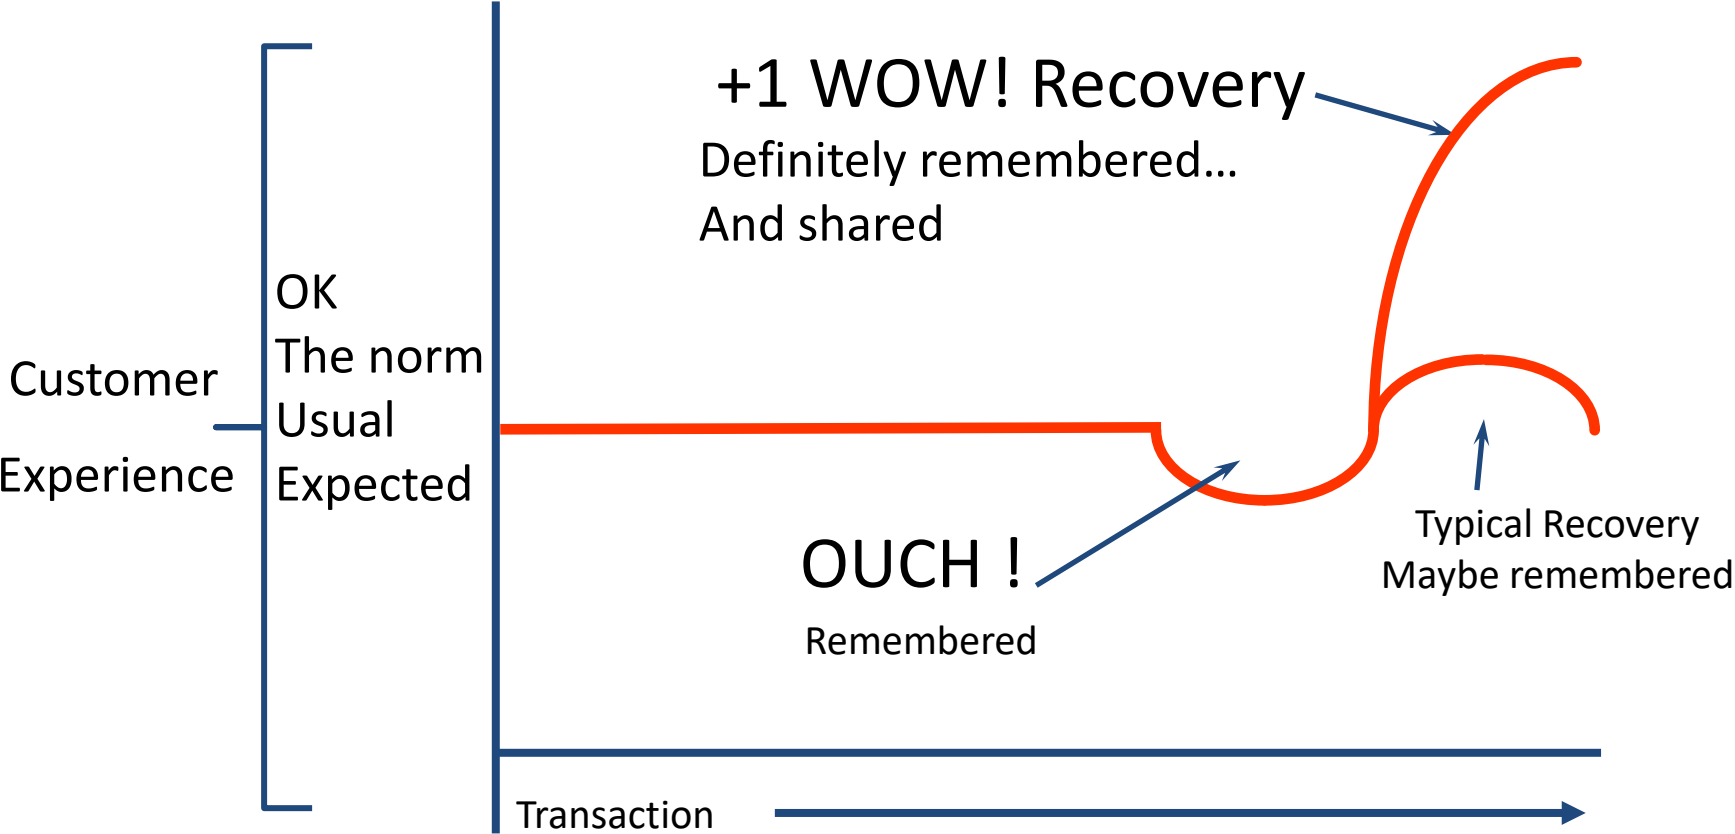 +1 WOW! Recovery
Definitely remembered...
And shared
OK
The norm
Usual
Expected
Customer
Experience
OUCH !
Remembered
Typical Recovery
Maybe remembered
Transaction